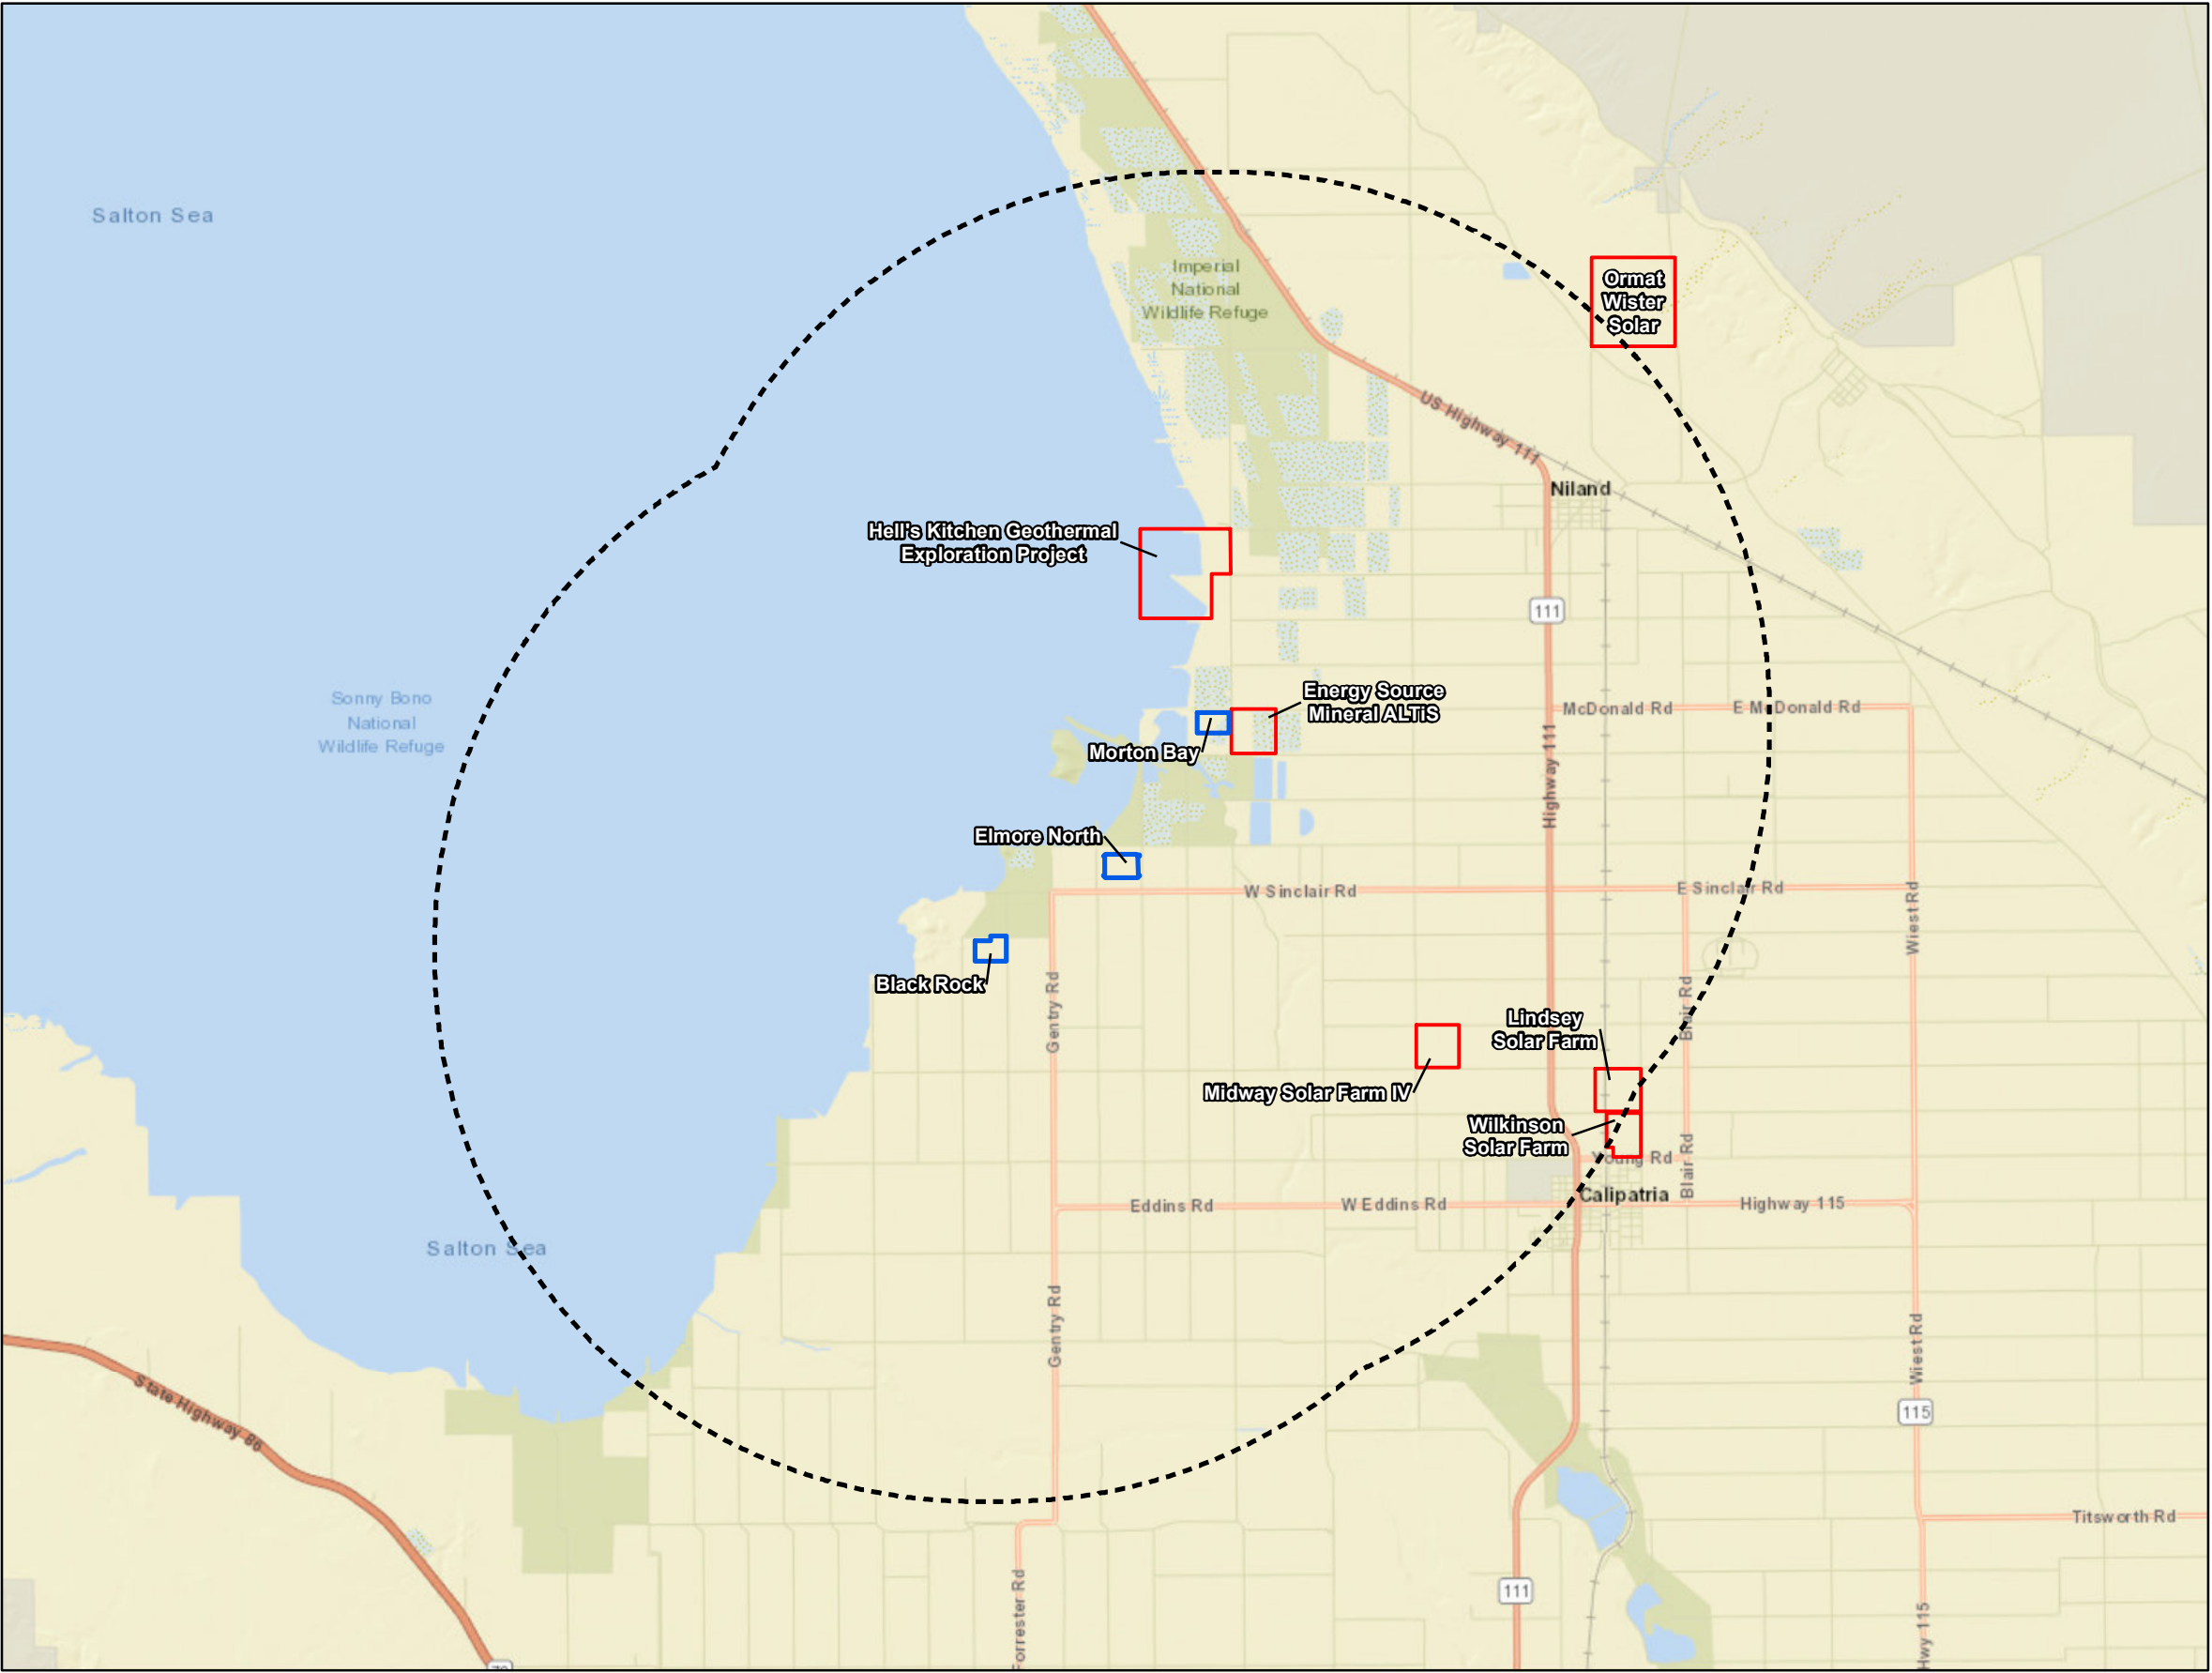 Salton Sea
Imperial
National
Wildlife Refuge
Ormat
Wister
Solar
US Highway 111
Niland
Hell's Kitchen Geothermal
Exploration Project
111
Sonny Bono
National
Wildlife Refuge
Energy Source
Mineral ALTiS
McDonald Rd
E McDonald Rd
Morton Bay
Highway 111
Elmore North
W Sinclair Rd
E Sinclair Rd
Wiest Rd
Black Rock
Gentry Rd
Blair Rd
Lindsey
Solar Farm
Midway Solar Farm IV
Wilkinson
Solar Farm
Young Rd
Blair Rd
Calipatria
Eddins Rd
W Eddins Rd
Highway 115
Salton Sea
Gentry Rd
Wiest Rd
State Highway 86
115
Titsworth Rd
111
Forrester Rd
Hwy 115